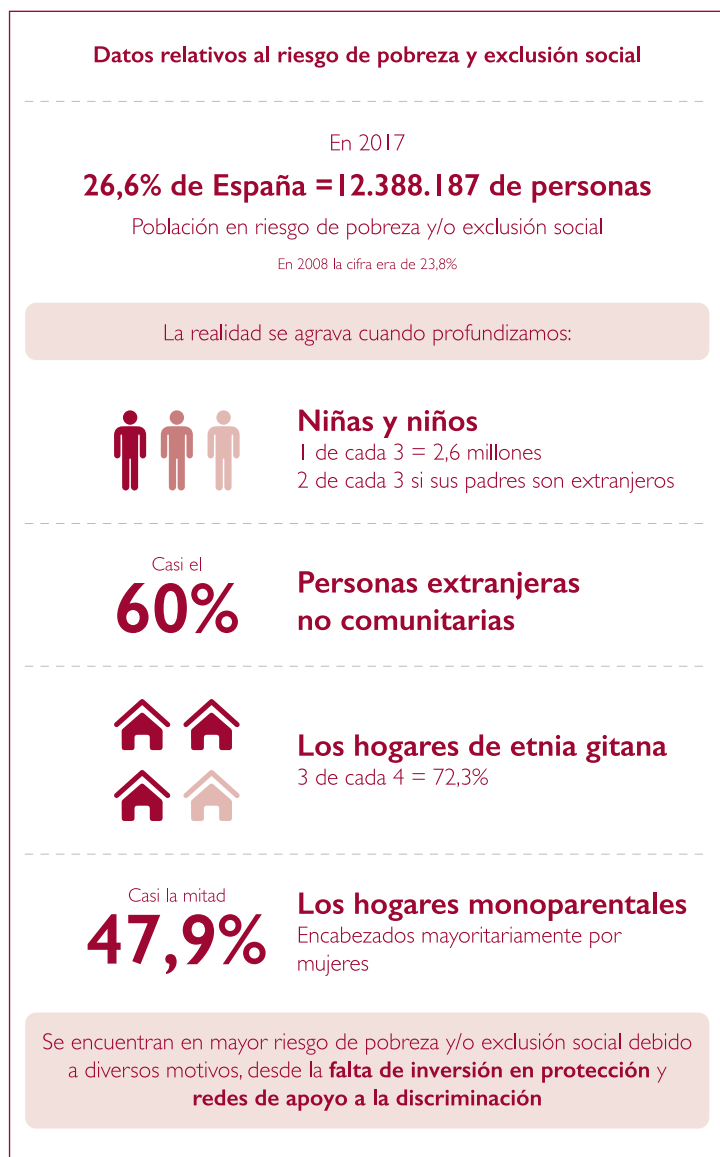 Datos relativos al riesgo de pobreza y exclusión social
En 2017
26,6% de España =12.388.187 de personas
Población en riesgo de pobreza y/o exclusión social
En 2008 la cifra era de 23,8%
La realidad se agrava cuando profundizamos:
Niñas y niños
1 de cada 3 = 2,6 millones
2 de cada 3 si sus padres son extranjeros
Casi el
60%
Personas extranjeras
no comunitarias
Los hogares de etnia gitana
3 de cada 4 = 72,3%
Casi la mitad
47,9%
Los hogares monoparentales
Encabezados mayoritariamente por
mujeres
Se encuentran en mayor riesgo de pobreza y/o exclusión social debido
a diversos motivos, desde la falta de inversión en protección y
redes de apoyo a la discriminación